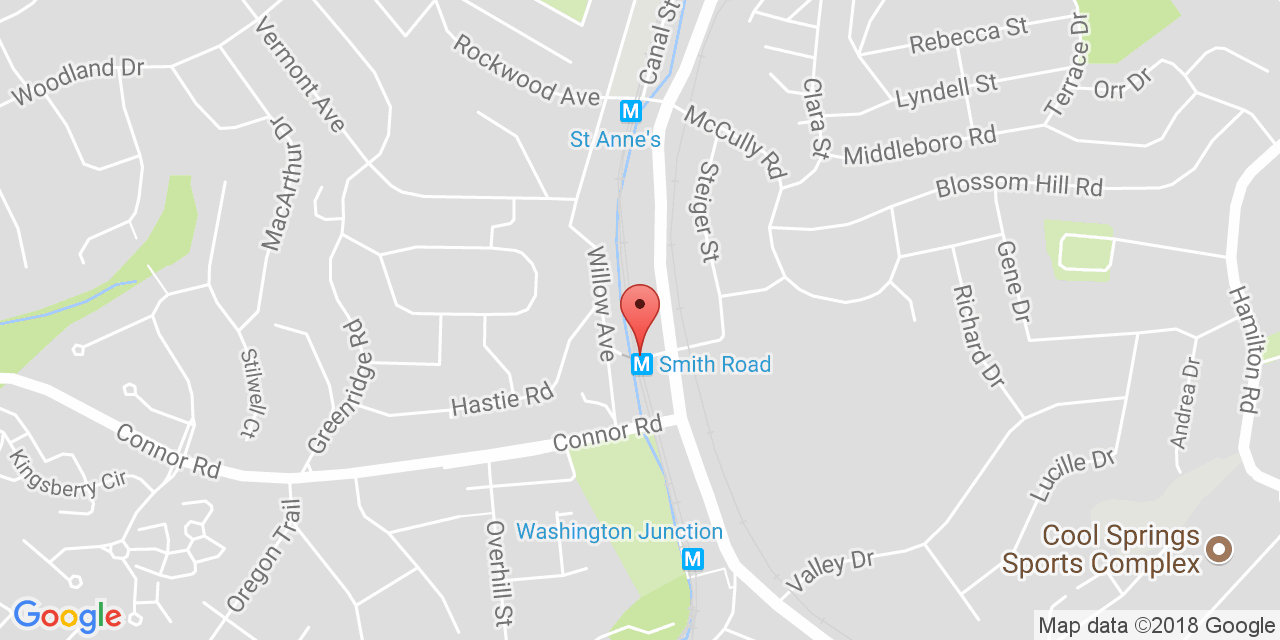 Rebecca St
Canal St
Vermont Ave
Terrace Dr
Woodland Dr
Rockwood Ave
Lyndell St
Orr Dr
Clara St
M
St Anne's
McCully Rd
Middleboro Rd
MacArthur Dr
Steiger St
Blossom Hill Rd
Gene Dr
Willow Ave
Richard Dr
Hamilton Rd
Greenridge Rd
M Smith Road
Stilwell Ct
Hastie Rd
Andrea Dr
Connor Rd
Connor Rd
Kingsberry Cir
Lucille Dr
Oregon Trail
Overhill St
Washington Junction
M
Valley Dr
Cool Springs
Sports Complex
Google
Map data ©2018 Google